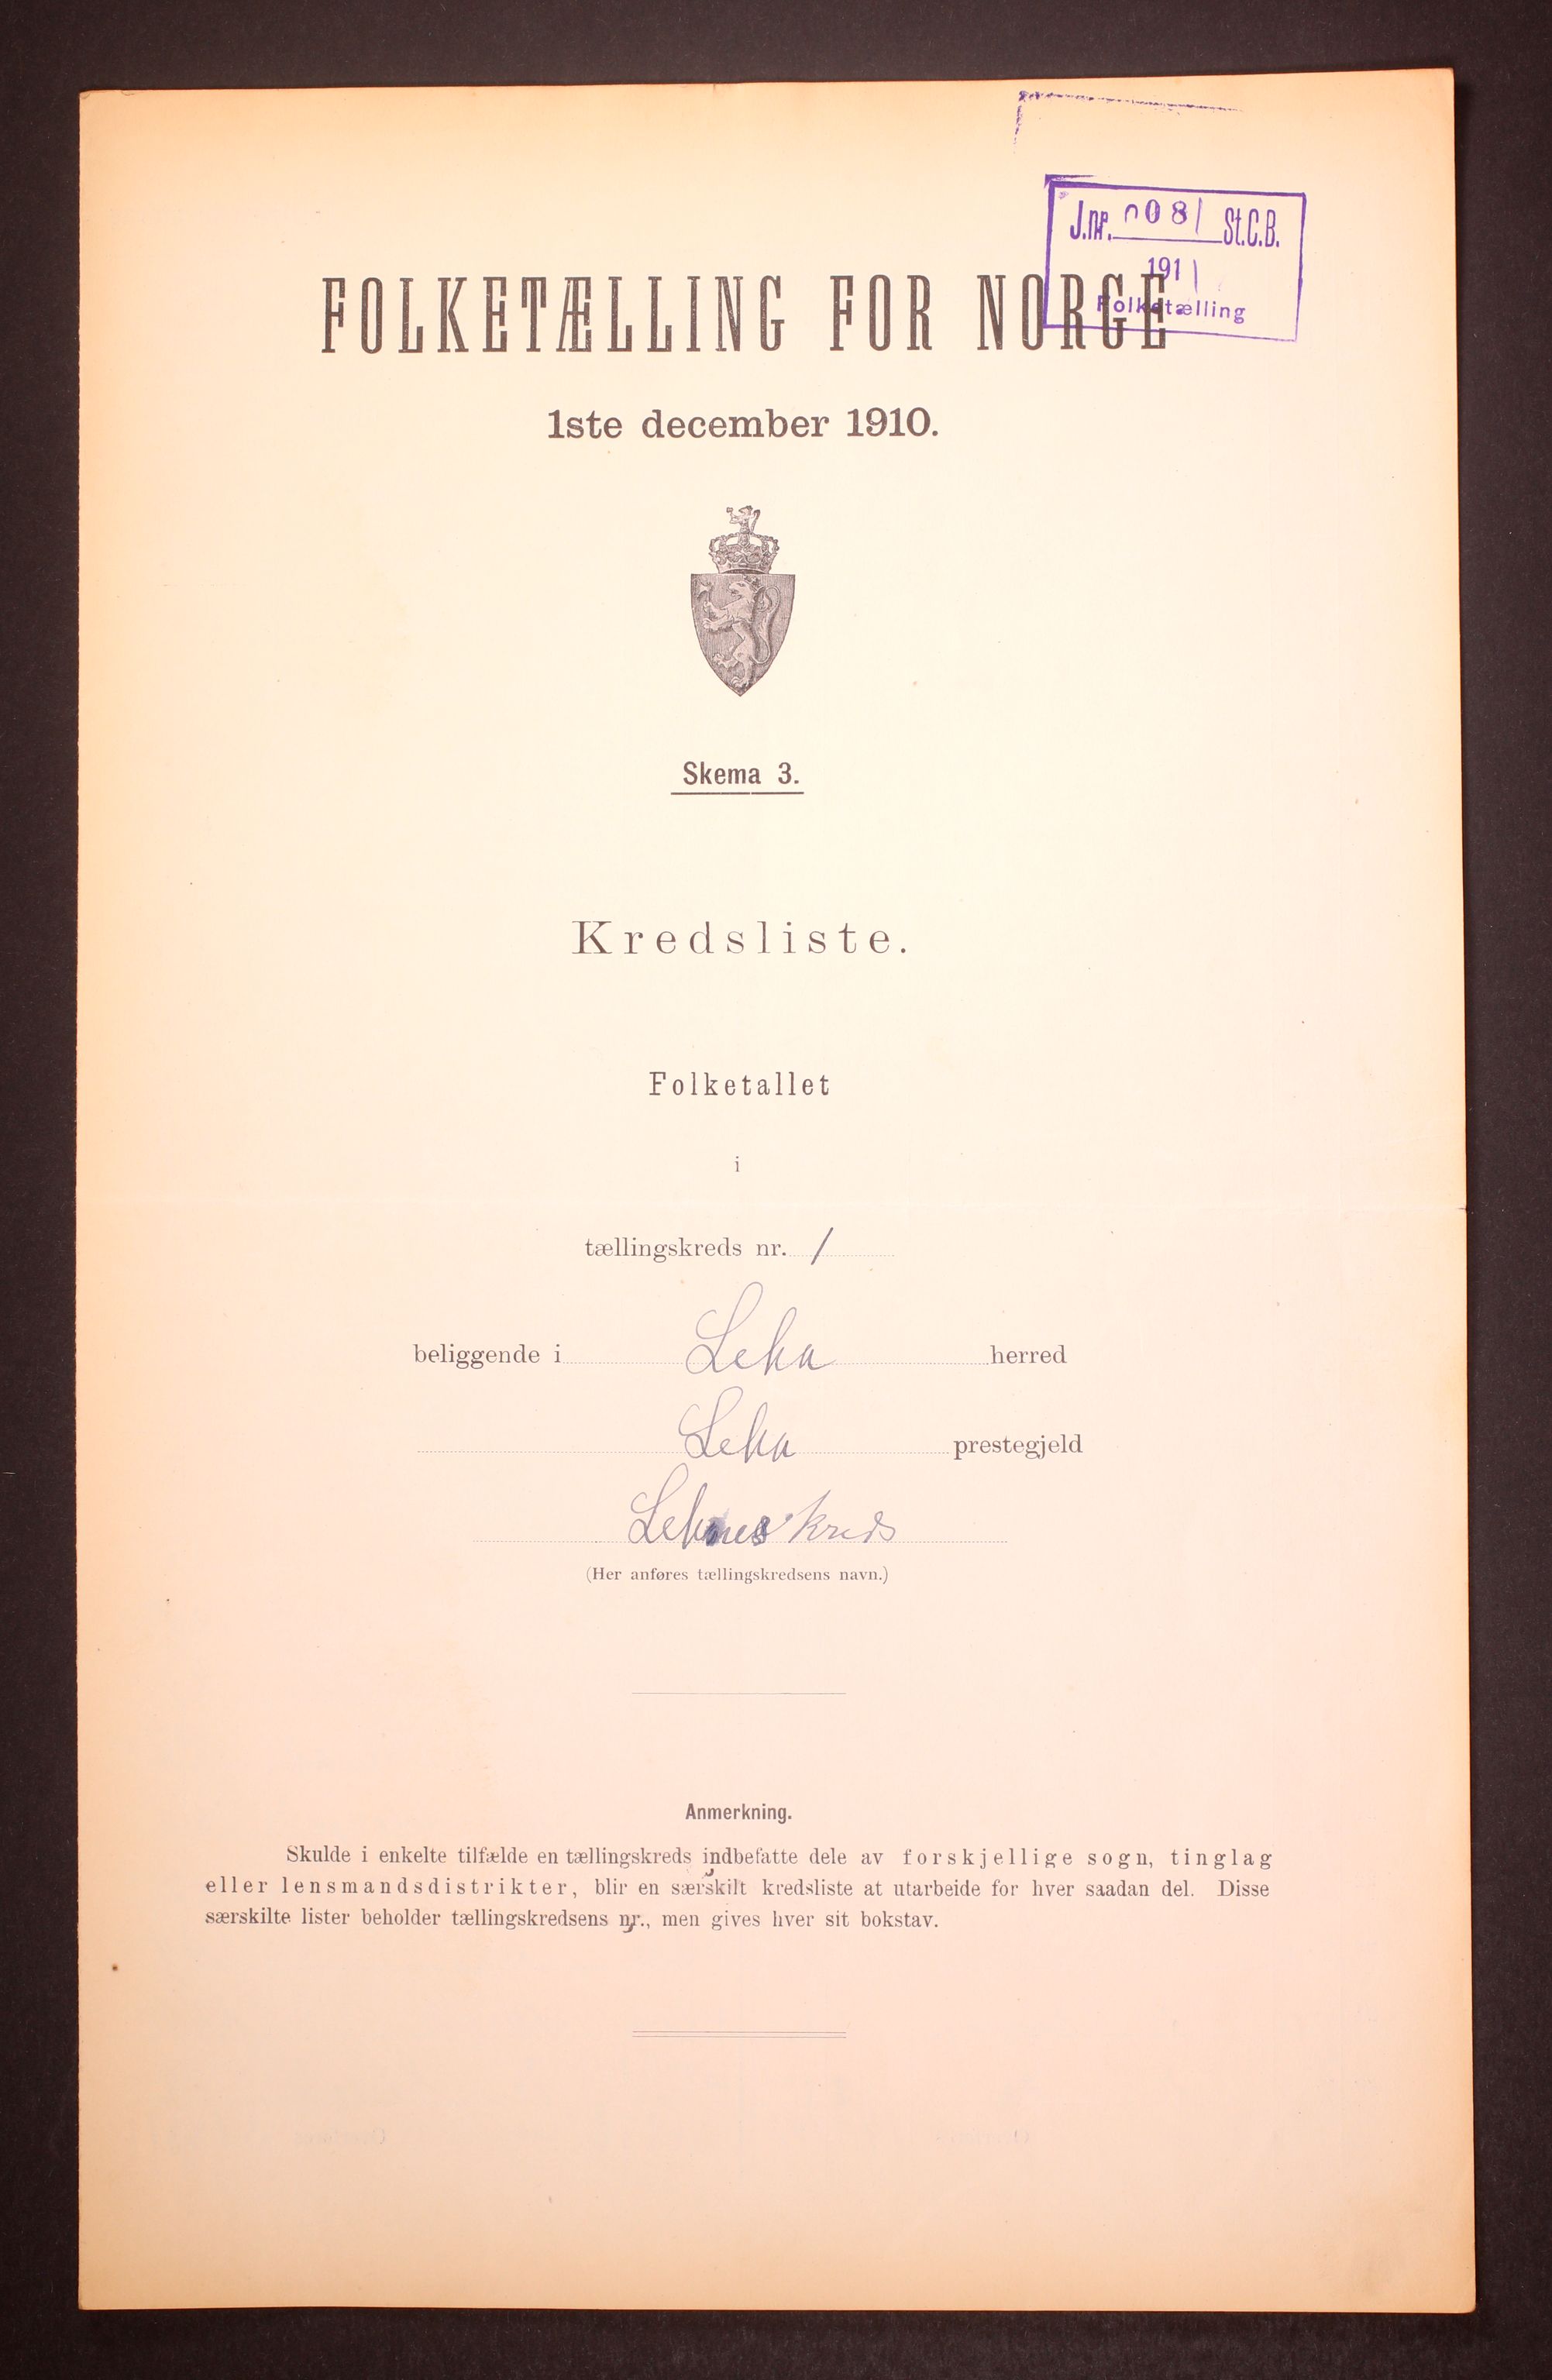 J.nr. 0081 St.C.B.
1911
Folketælling
FOLKETÆLLING FOR NORGE
1ste december 1910.
Skema 3.
Kredsliste.
Folketallet
i
tællingskreds nr. 1
beliggende i Leka herred
Leka prestegjeld
Leknes kreds
(Her anføres tællingskredsens navn.)
Anmerkning.
Skulde i enkelte tilfælde en tællingskreds indbefatte dele av forskjellige sogn, tinglag
eller lensmandsdistrikter, blir en særskilt kredsliste at utarbeide for hver saadan del. Disse
særskilte lister beholder tællingskredsens nr., men gives hver sit bokstav.